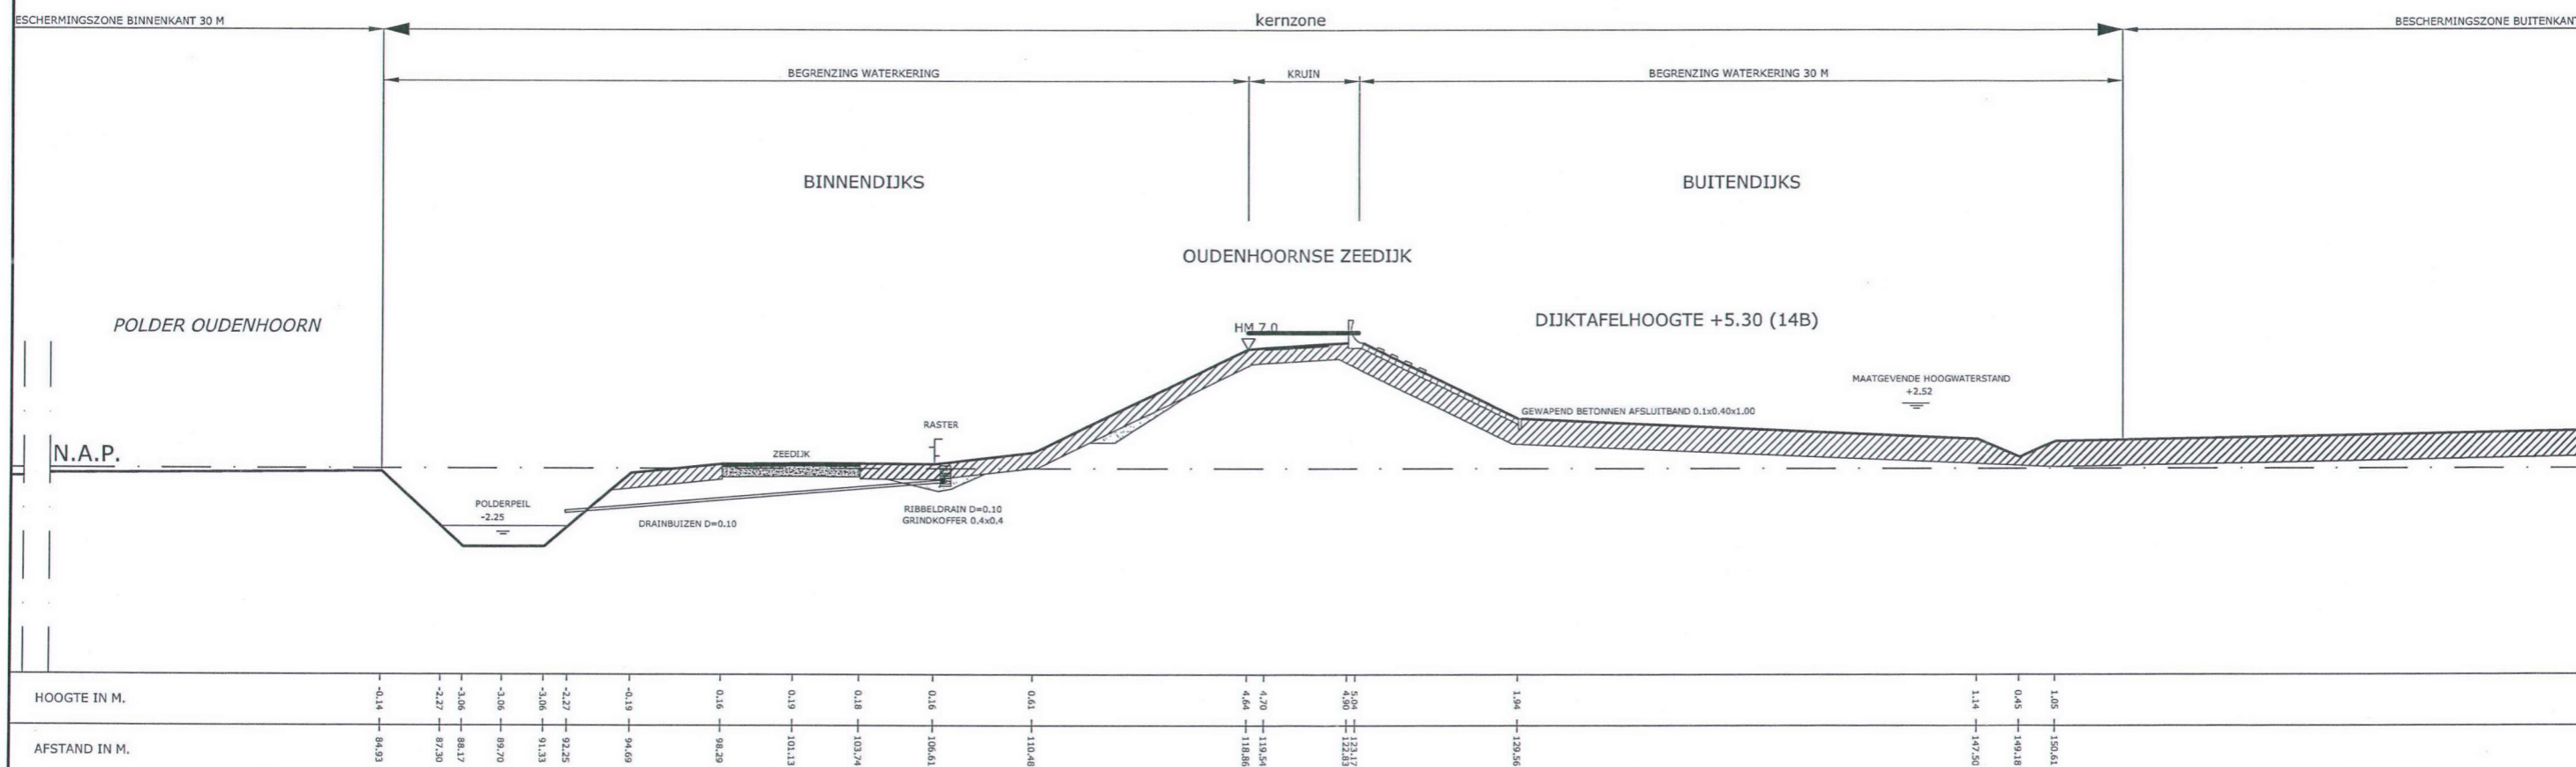 ESCHERMINGSZONE BINNENKANT 30 M
kernzone
BESCHERMINGSZONE BUITENKANT
BEGRENZING WATERKERING
KRUIN
BEGRENZING WATERKERING 30 M
BINNENDIJKS
BUITENDIJKS
OUDENHOORNSE ZEEDIJK
POLDER OUDENHOORN
HM 7.0
DIJKTAFELHOOGTE +5.30 (14B)
MAATGEVENDE HOOGWATERSTAND
+2.52
GEWAPEND BETONNEN AFSLUITBAND 0.1x0.40x1.00
RASTER
N.A.P.
ZEEDIJK
POLDERPEIL
-2.25
DRAINBUIZEN D=0.10
RIBBELDRAIN D=0.10
GRINDKOFFER 0.4x0.4
HOOGTE IN M. -0.14 -2.27 -3.06 -3.06 -3.06 -2.27 -0.19 0.16 0.19 0.18 0.16 0.61 4.64 4.70 4.90 5.04 1.94 1.14 0.45 1.05
AFSTAND IN M. 84.93 87.30 88.17 89.70 91.33 92.25 94.69 98.29 101.13 103.74 106.61 110.48 118.86 119.54 122.83 123.17 129.56 147.50 149.18 150.61